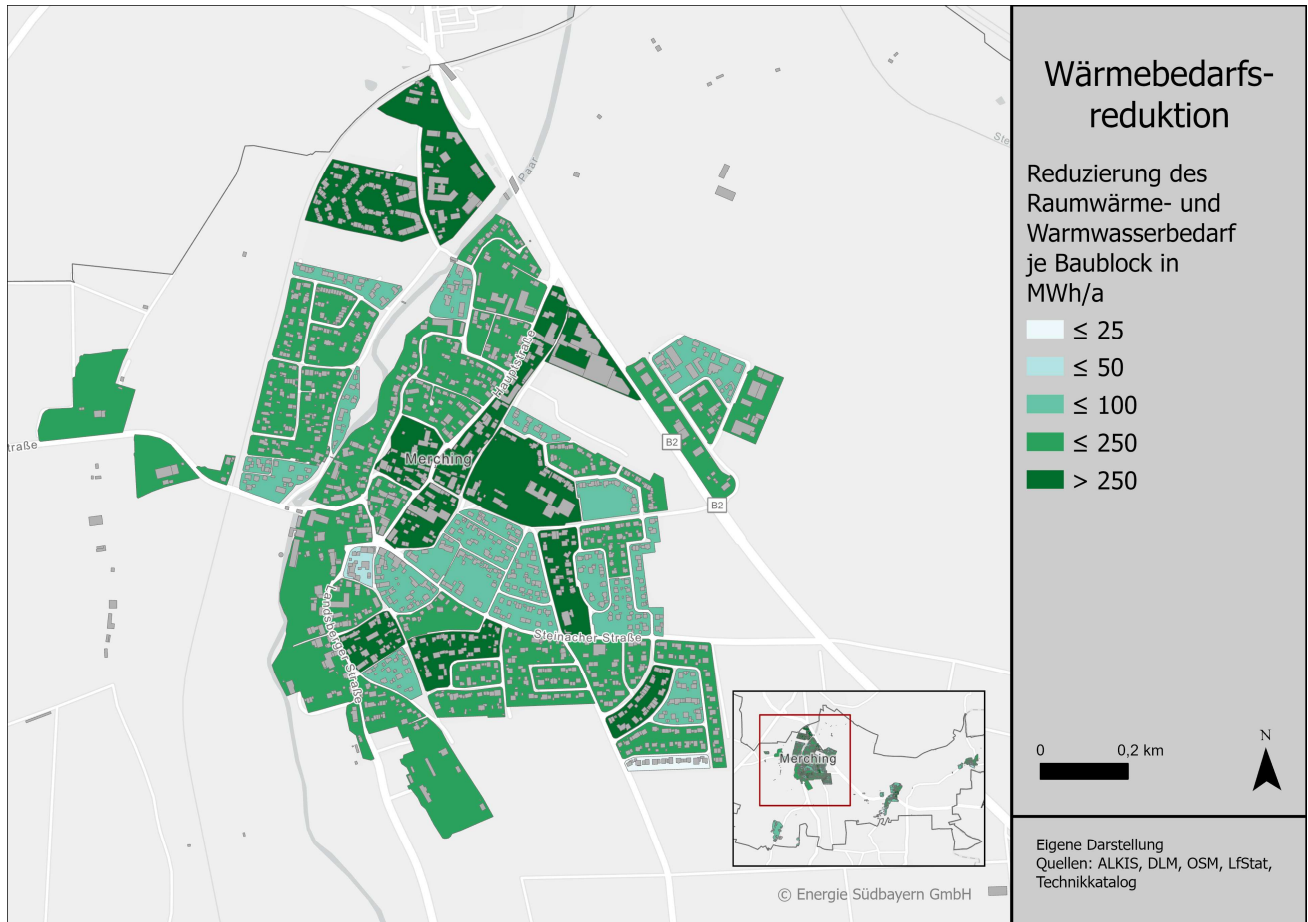 Wärmebedarfs-
reduktion
Reduzierung des
Raumwärme- und
Warmwasserbedarf
je Baublock in
MWh/a
≤ 25
≤ 50
≤ 100
≤ 250
> 250
0 0,2 km
N
Eigene Darstellung
Quellen: ALKIS, DLM, OSM, LfStat,
Technikkatalog
Paar
Ste
Hauptstraße
traße
B2
Merching
B2
Landsberger Straße
Steinacher Straße
Merching
© Energie Südbayern GmbH